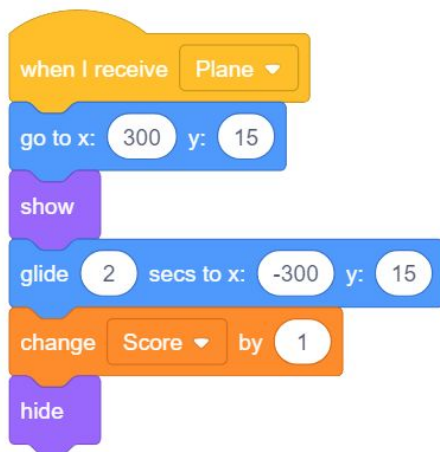 when I receive Plane
go to x: 300 y: 15
show
glide 2 secs to x: -300 y: 15
change Score by 1
hide